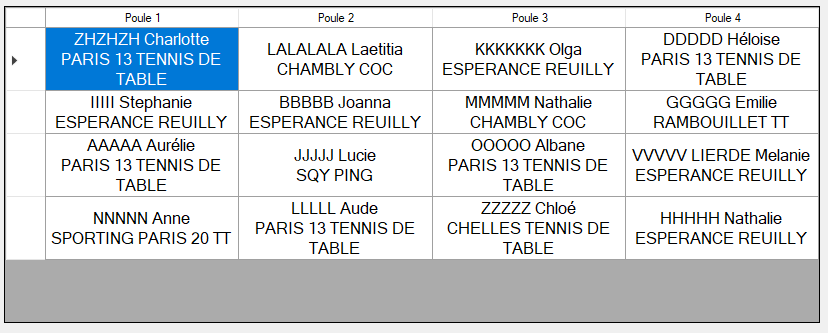 Poule 1 Poule 2 Poule 3 Poule 4
ZHZHZH Charlotte
PARIS 13 TENNIS DE
TABLE
LALALALA Laetitia
CHAMBLY COC
KKKKKKK Olga
ESPERANCE REUILLY
DDDDD Héloise
PARIS 13 TENNIS DE
TABLE
IIIII Stephanie
ESPERANCE REUILLY
BBBBB Joanna
ESPERANCE REUILLY
MMMMM Nathalie
CHAMBLY COC
GGGGG Emilie
RAMBOUILLET TT
AAAAA Aurélie
PARIS 13 TENNIS DE
TABLE
JJJJJ Lucie
SQY PING
OOOOO Albane
PARIS 13 TENNIS DE
TABLE
VVVVV LIERDE Melanie
ESPERANCE REUILLY
NNNNN Anne
SPORTING PARIS 20 TT
LLLLL Aude
PARIS 13 TENNIS DE
TABLE
ZZZZZ Chloé
CHELLES TENNIS DE
TABLE
HHHHH Nathalie
ESPERANCE REUILLY